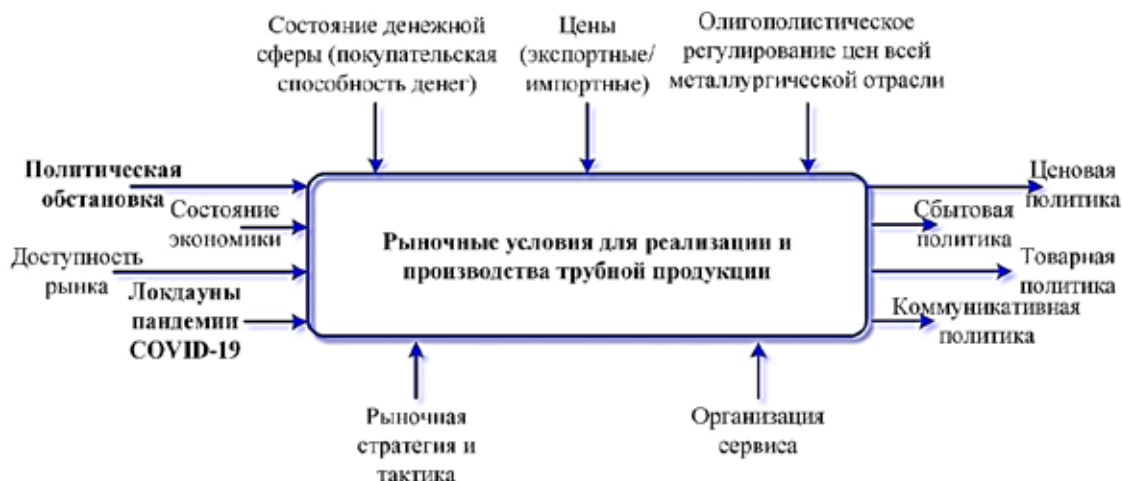 Состояние денежной
сферы (покупательская
способность денег)
Цены
(экспортные/
импортные)
Олигополистическое
регулирование цен всей
металлургической отрасли
Политическая
обстановка
Состояние
экономики
Доступность
рынка
Локдауны
пандемии
COVID-19
Рыночные условия для реализации и
производства трубной продукции
Ценовая
политика
Сбытовая
политика
Товарная
политика
Коммуникативная
политика
Рыночная
стратегия и
тактика
Организация
сервиса